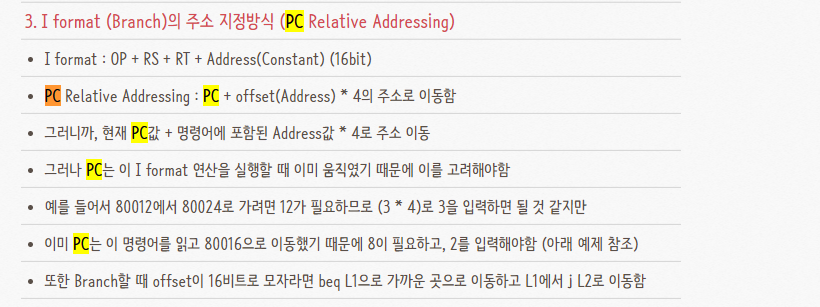 3. I format (Branch)의 주소 지정방식 (PC Relative Addressing)
• I format : OP + RS + RT + Address(Constant) (16bit)
• PC Relative Addressing : PC + offset(Address) * 4의 주소로 이동함
• 그러니까, 현재 PC값 + 명령어에 포함된 Address값 * 4로 주소 이동
• 그러나 PC는 이 I format 연산을 실행할 때 이미 움직였기 때문에 이를 고려해야함
• 예를 들어서 80012에서 80024로 가려면 12가 필요하므로 (3 * 4)로 3을 입력하면 될 것 같지만
• 이미 PC는 이 명령어를 읽고 80016으로 이동했기 때문에 8이 필요하고, 2를 입력해야함 (아래 예제 참조)
• 또한 Branch할 때 offset이 16비트로 모자라면 beq L1으로 가까운 곳으로 이동하고 L1에서 j L2로 이동함